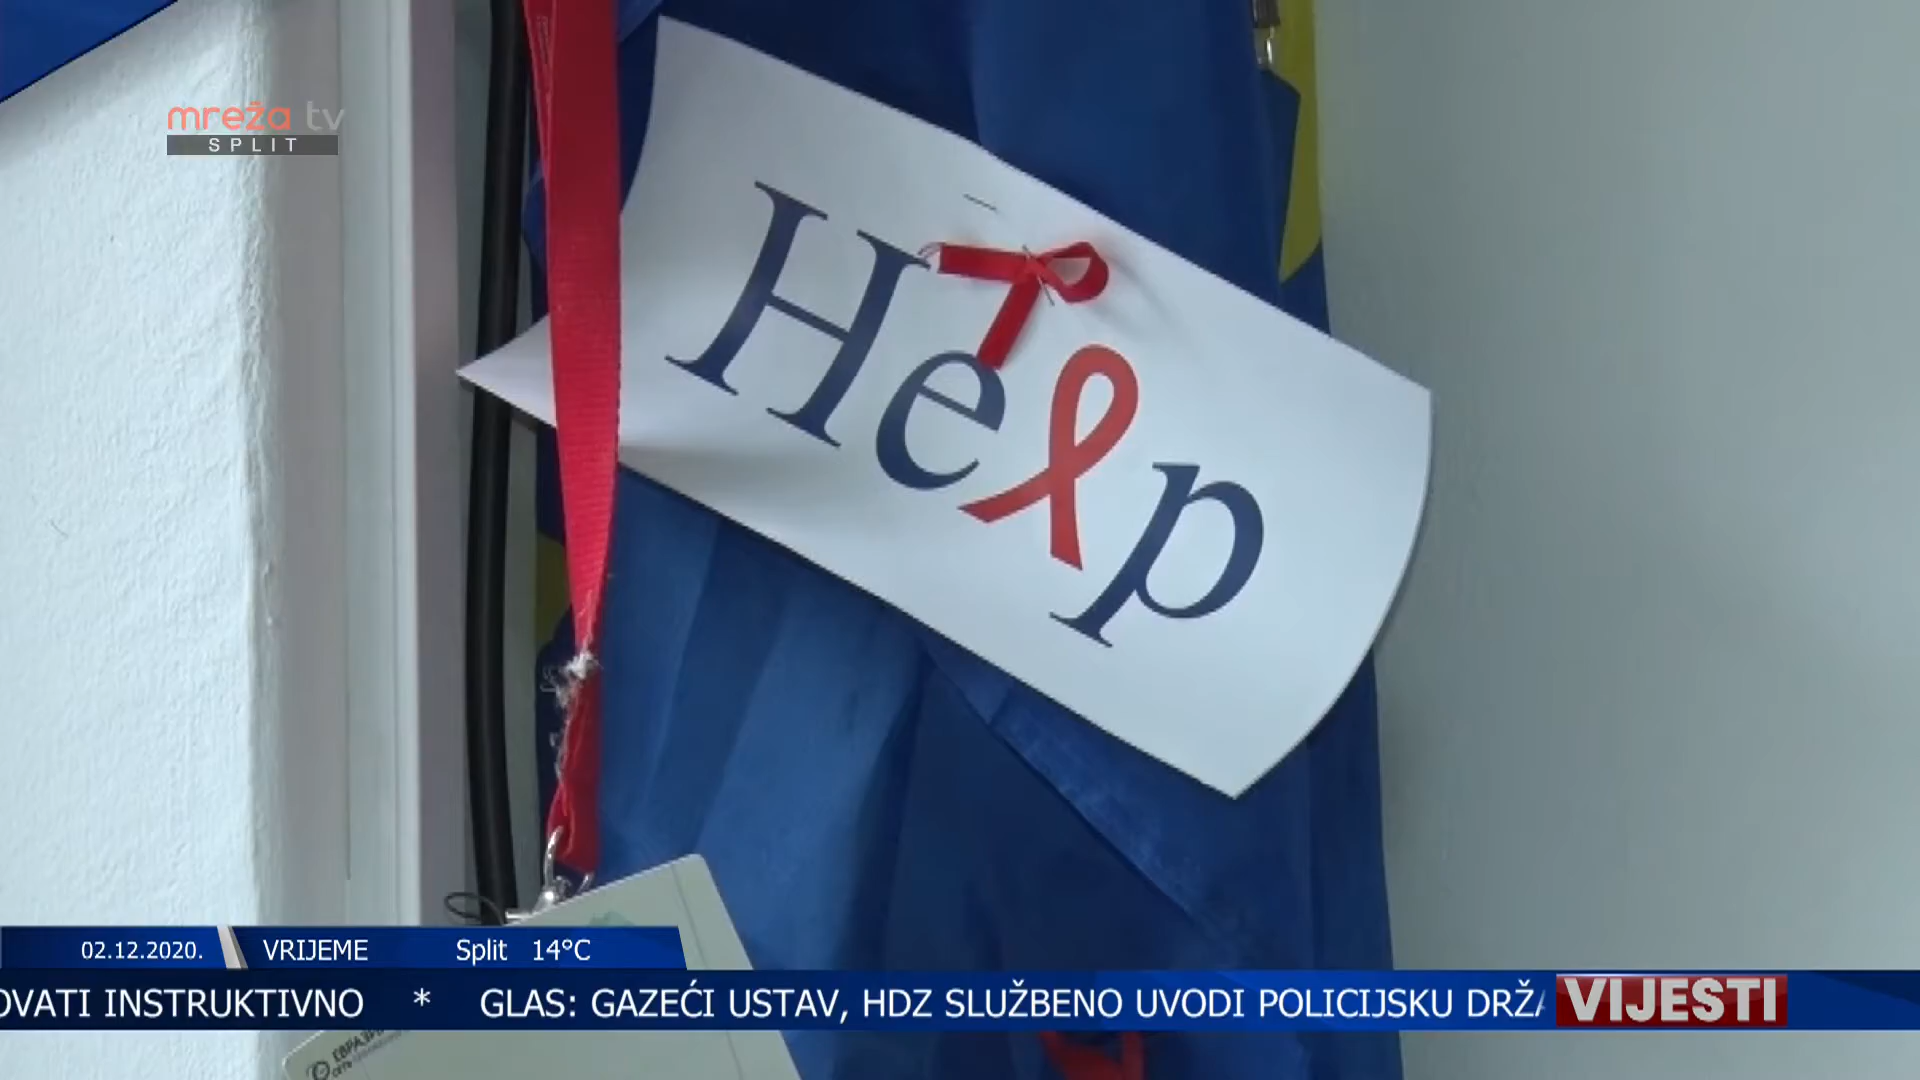 mreža tv
SPLIT
Help
02.12.2020. VRIJEME Split 14°C
OVATI INSTRUKTIVNO * GLAS: GAZEĆI USTAV, HDZ SLUŽBENO UVODI POLICIJSKU DRŽA
VIJESTI